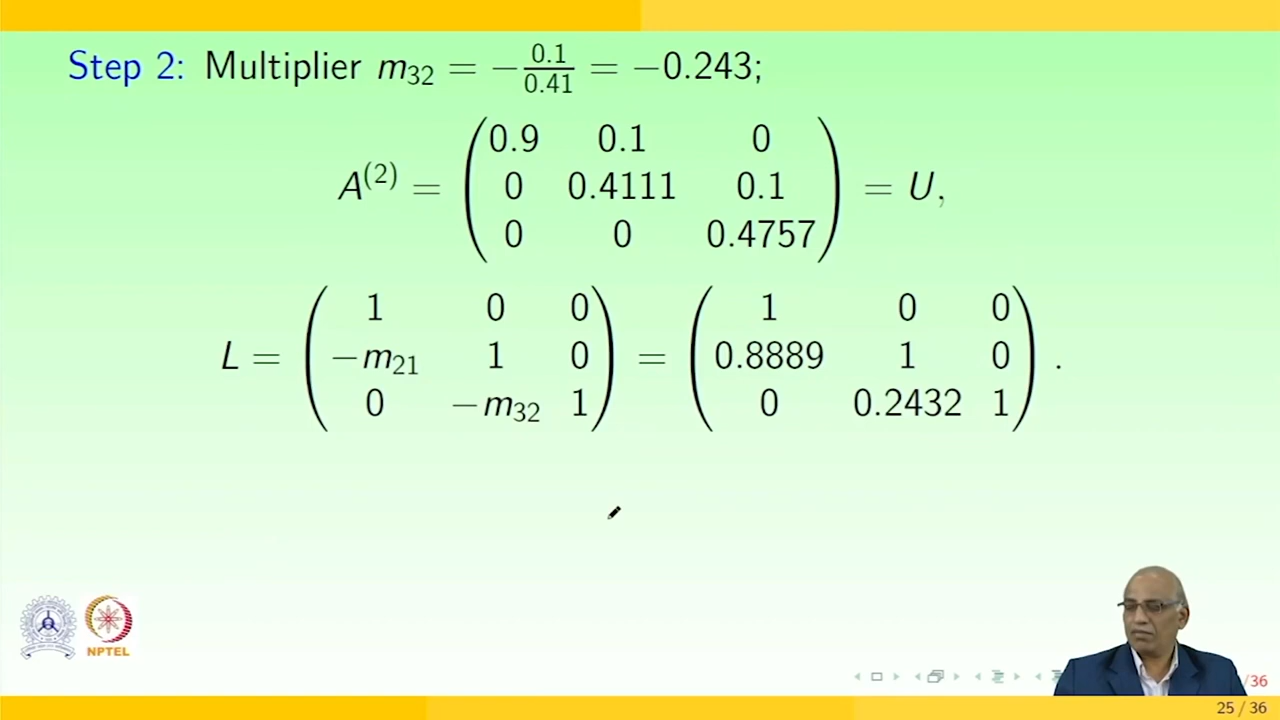 Step 2: Multiplier m₃₂ = −0.1/0.41 = −0.243;
A⁽²⁾ = ( 0.9 0.1 0
0 0.4111 0.1
0 0 0.4757 ) = U,
L = ( 1 0 0
−m₂₁ 1 0
0 −m₃₂ 1 ) = ( 1 0 0
0.8889 1 0
0 0.2432 1 ) .
NPTEL
/36
25 / 36